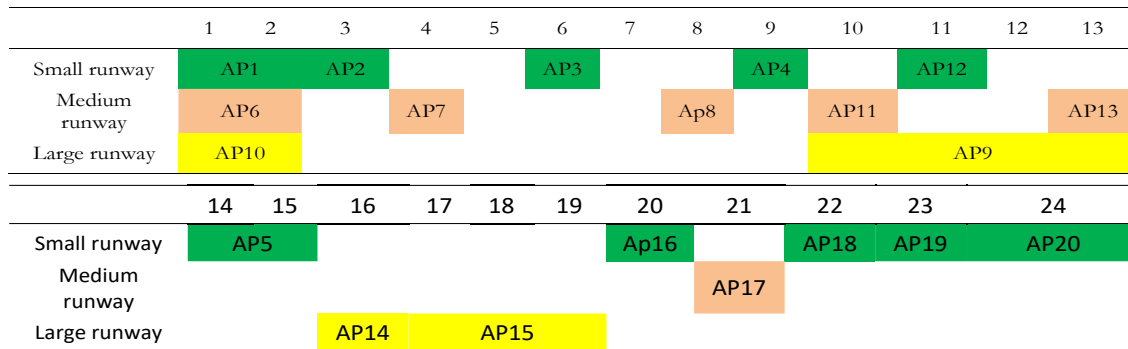 1 2 3 4 5 6 7 8 9 10 11 12 13
Small runway AP1 AP2 AP3 AP4 AP12
Medium runway AP6 AP7 Ap8 AP11 AP13
Large runway AP10 AP9
14 15 16 17 18 19 20 21 22 23 24
Small runway AP5 Ap16 AP18 AP19 AP20
Medium runway AP17
Large runway AP14 AP15